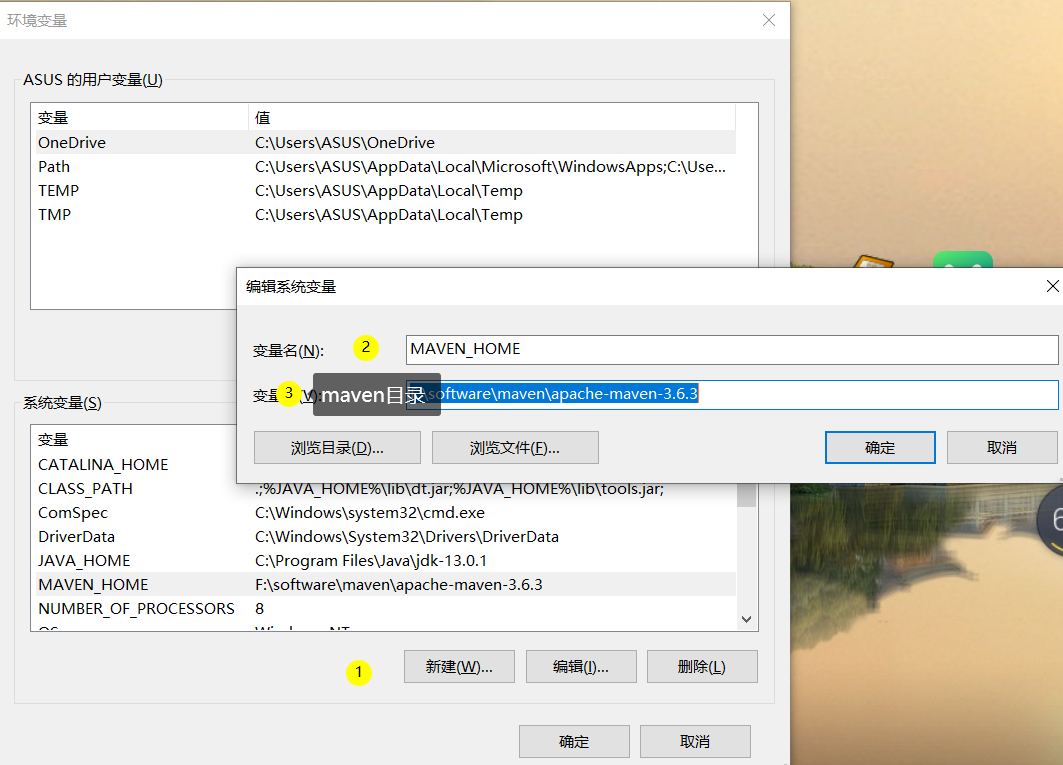 环境变量
ASUS 的用户变量(U)
变量 值
OneDrive C:\Users\ASUS\OneDrive
Path C:\Users\ASUS\AppData\Local\Microsoft\WindowsApps;C:\Use...
TEMP C:\Users\ASUS\AppData\Local\Temp
TMP C:\Users\ASUS\AppData\Local\Temp
编辑系统变量
变量名(N): 2 MAVEN_HOME
变量 3 (V): maven目录 \software\maven\apache-maven-3.6.3
浏览目录(D)... 浏览文件(F)... 确定 取消
系统变量(S)
变量
CATALINA_HOME
CLASS_PATH .;%JAVA_HOME%\lib\dt.jar;%JAVA_HOME%\lib\tools.jar;
ComSpec C:\Windows\system32\cmd.exe
DriverData C:\Windows\System32\Drivers\DriverData
JAVA_HOME C:\Program Files\Java\jdk-13.0.1
MAVEN_HOME F:\software\maven\apache-maven-3.6.3
NUMBER_OF_PROCESSORS 8
OS Windows_NT
1 新建(W)... 编辑(I)... 删除(L)
确定 取消
6